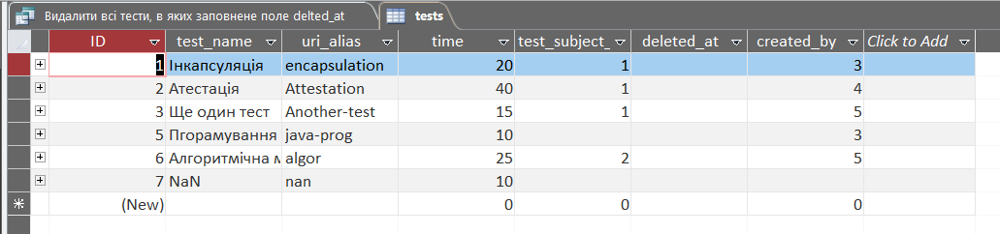 Видалити всі тести, в яких заповнене поле delted_at tests
ID test_name uri_alias time test_subject_ deleted_at created_by Click to Add
1 Інкапсуляція encapsulation 20 1 3
2 Атестація Attestation 40 1 4
3 Ще один тест Another-test 15 1 5
5 Пгорамування java-prog 10 3
6 Алгоритмічна м algor 25 2 5
7 NaN nan 10
(New) 0 0 0